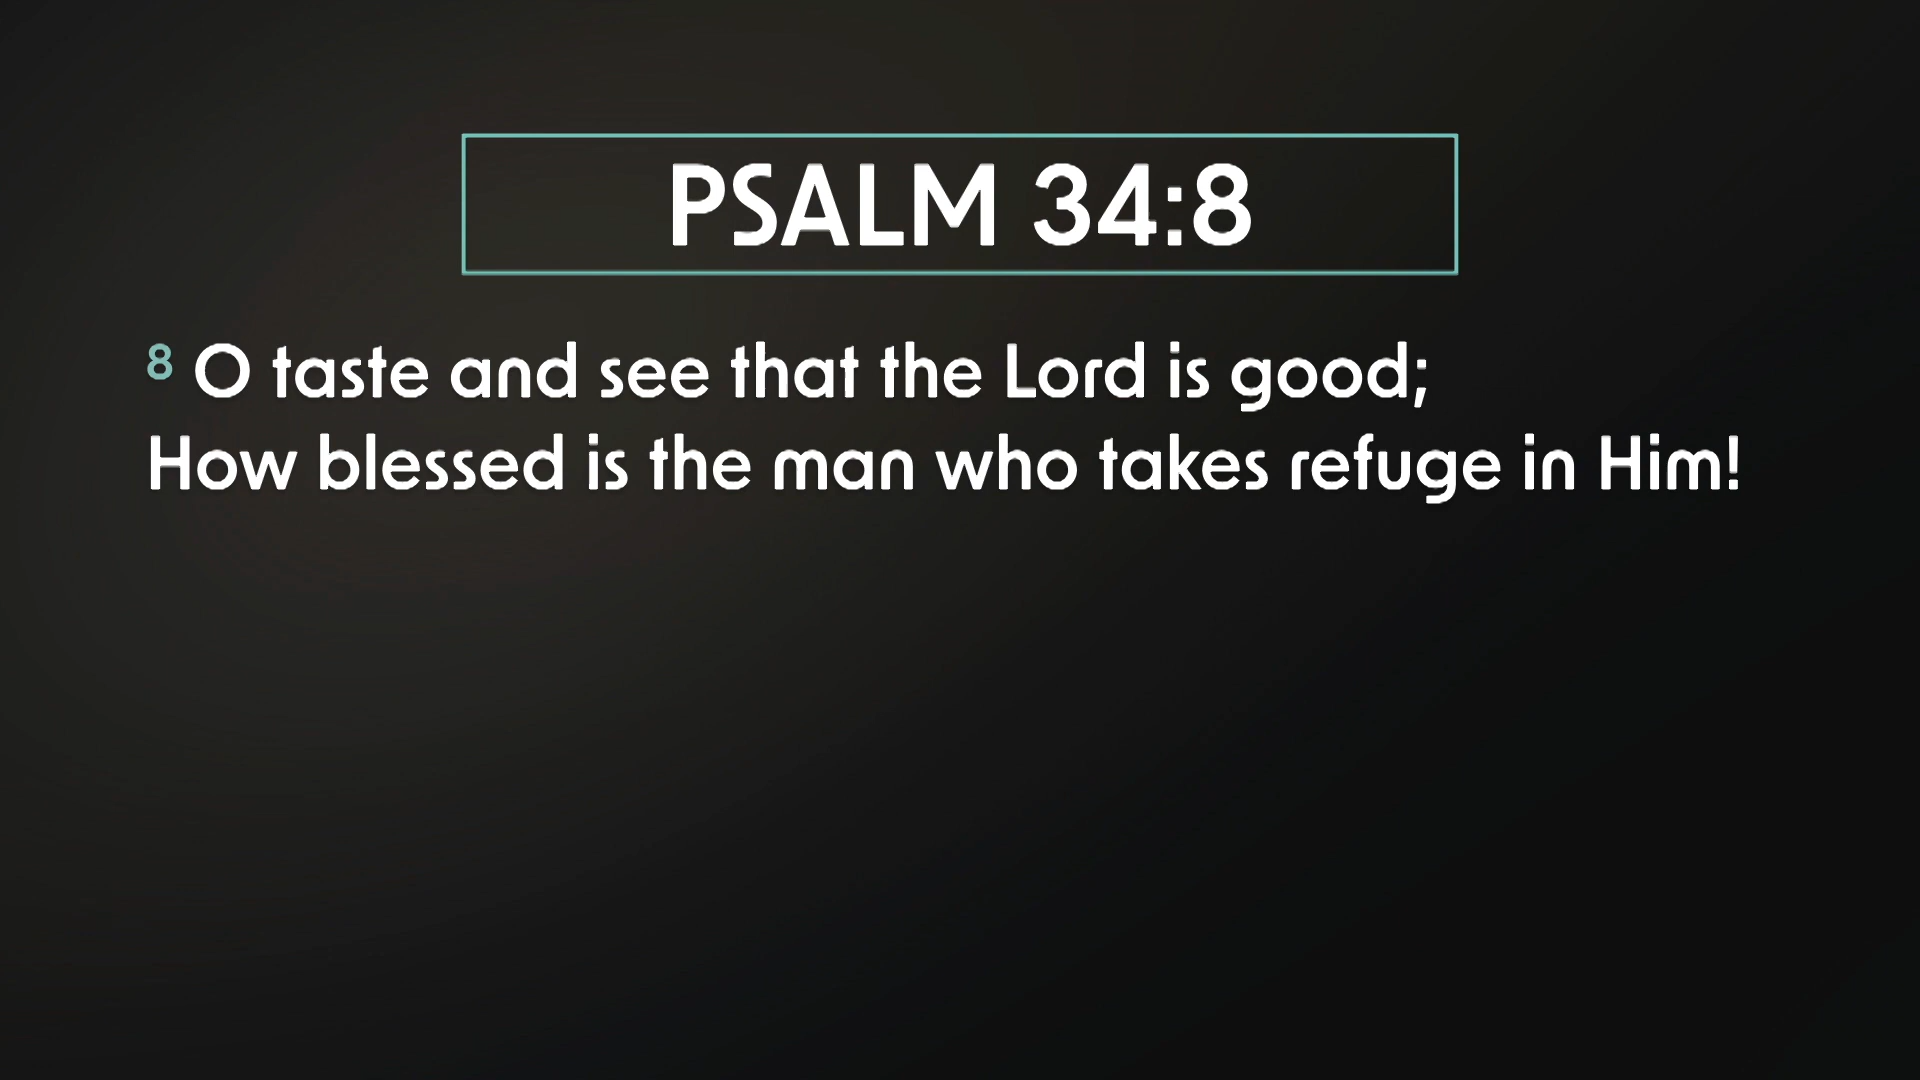 PSALM 34:8
8 O taste and see that the Lord is good;
How blessed is the man who takes refuge in Him!